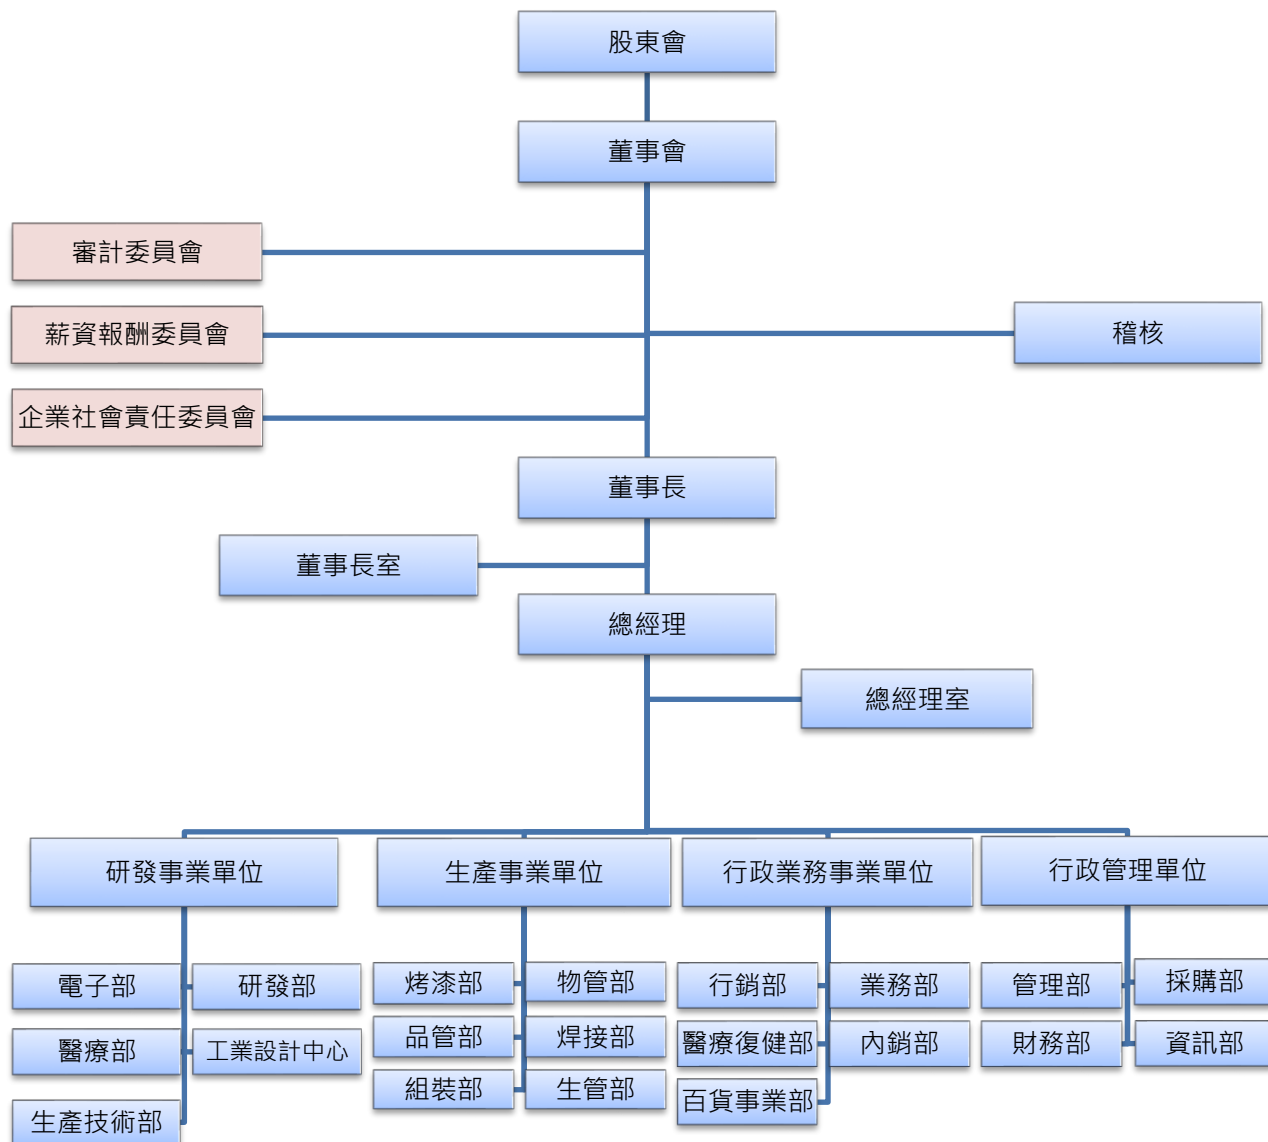 股東會
董事會
審計委員會
薪資報酬委員會
稽核
企業社會責任委員會
董事長
董事長室
總經理
總經理室
研發事業單位
生產事業單位
行政業務事業單位
行政管理單位
電子部
研發部
醫療部
工業設計中心
生產技術部
烤漆部
物管部
品管部
焊接部
組裝部
生管部
行銷部
業務部
醫療復健部
內銷部
百貨事業部
管理部
採購部
財務部
資訊部